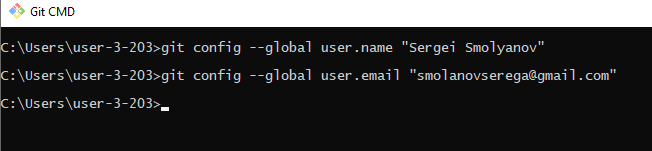 Git CMD
C:\Users\user-3-203>git config --global user.name "Sergei Smolyanov"
C:\Users\user-3-203>git config --global user.email "smolanovserega@gmail.com"
C:\Users\user-3-203>